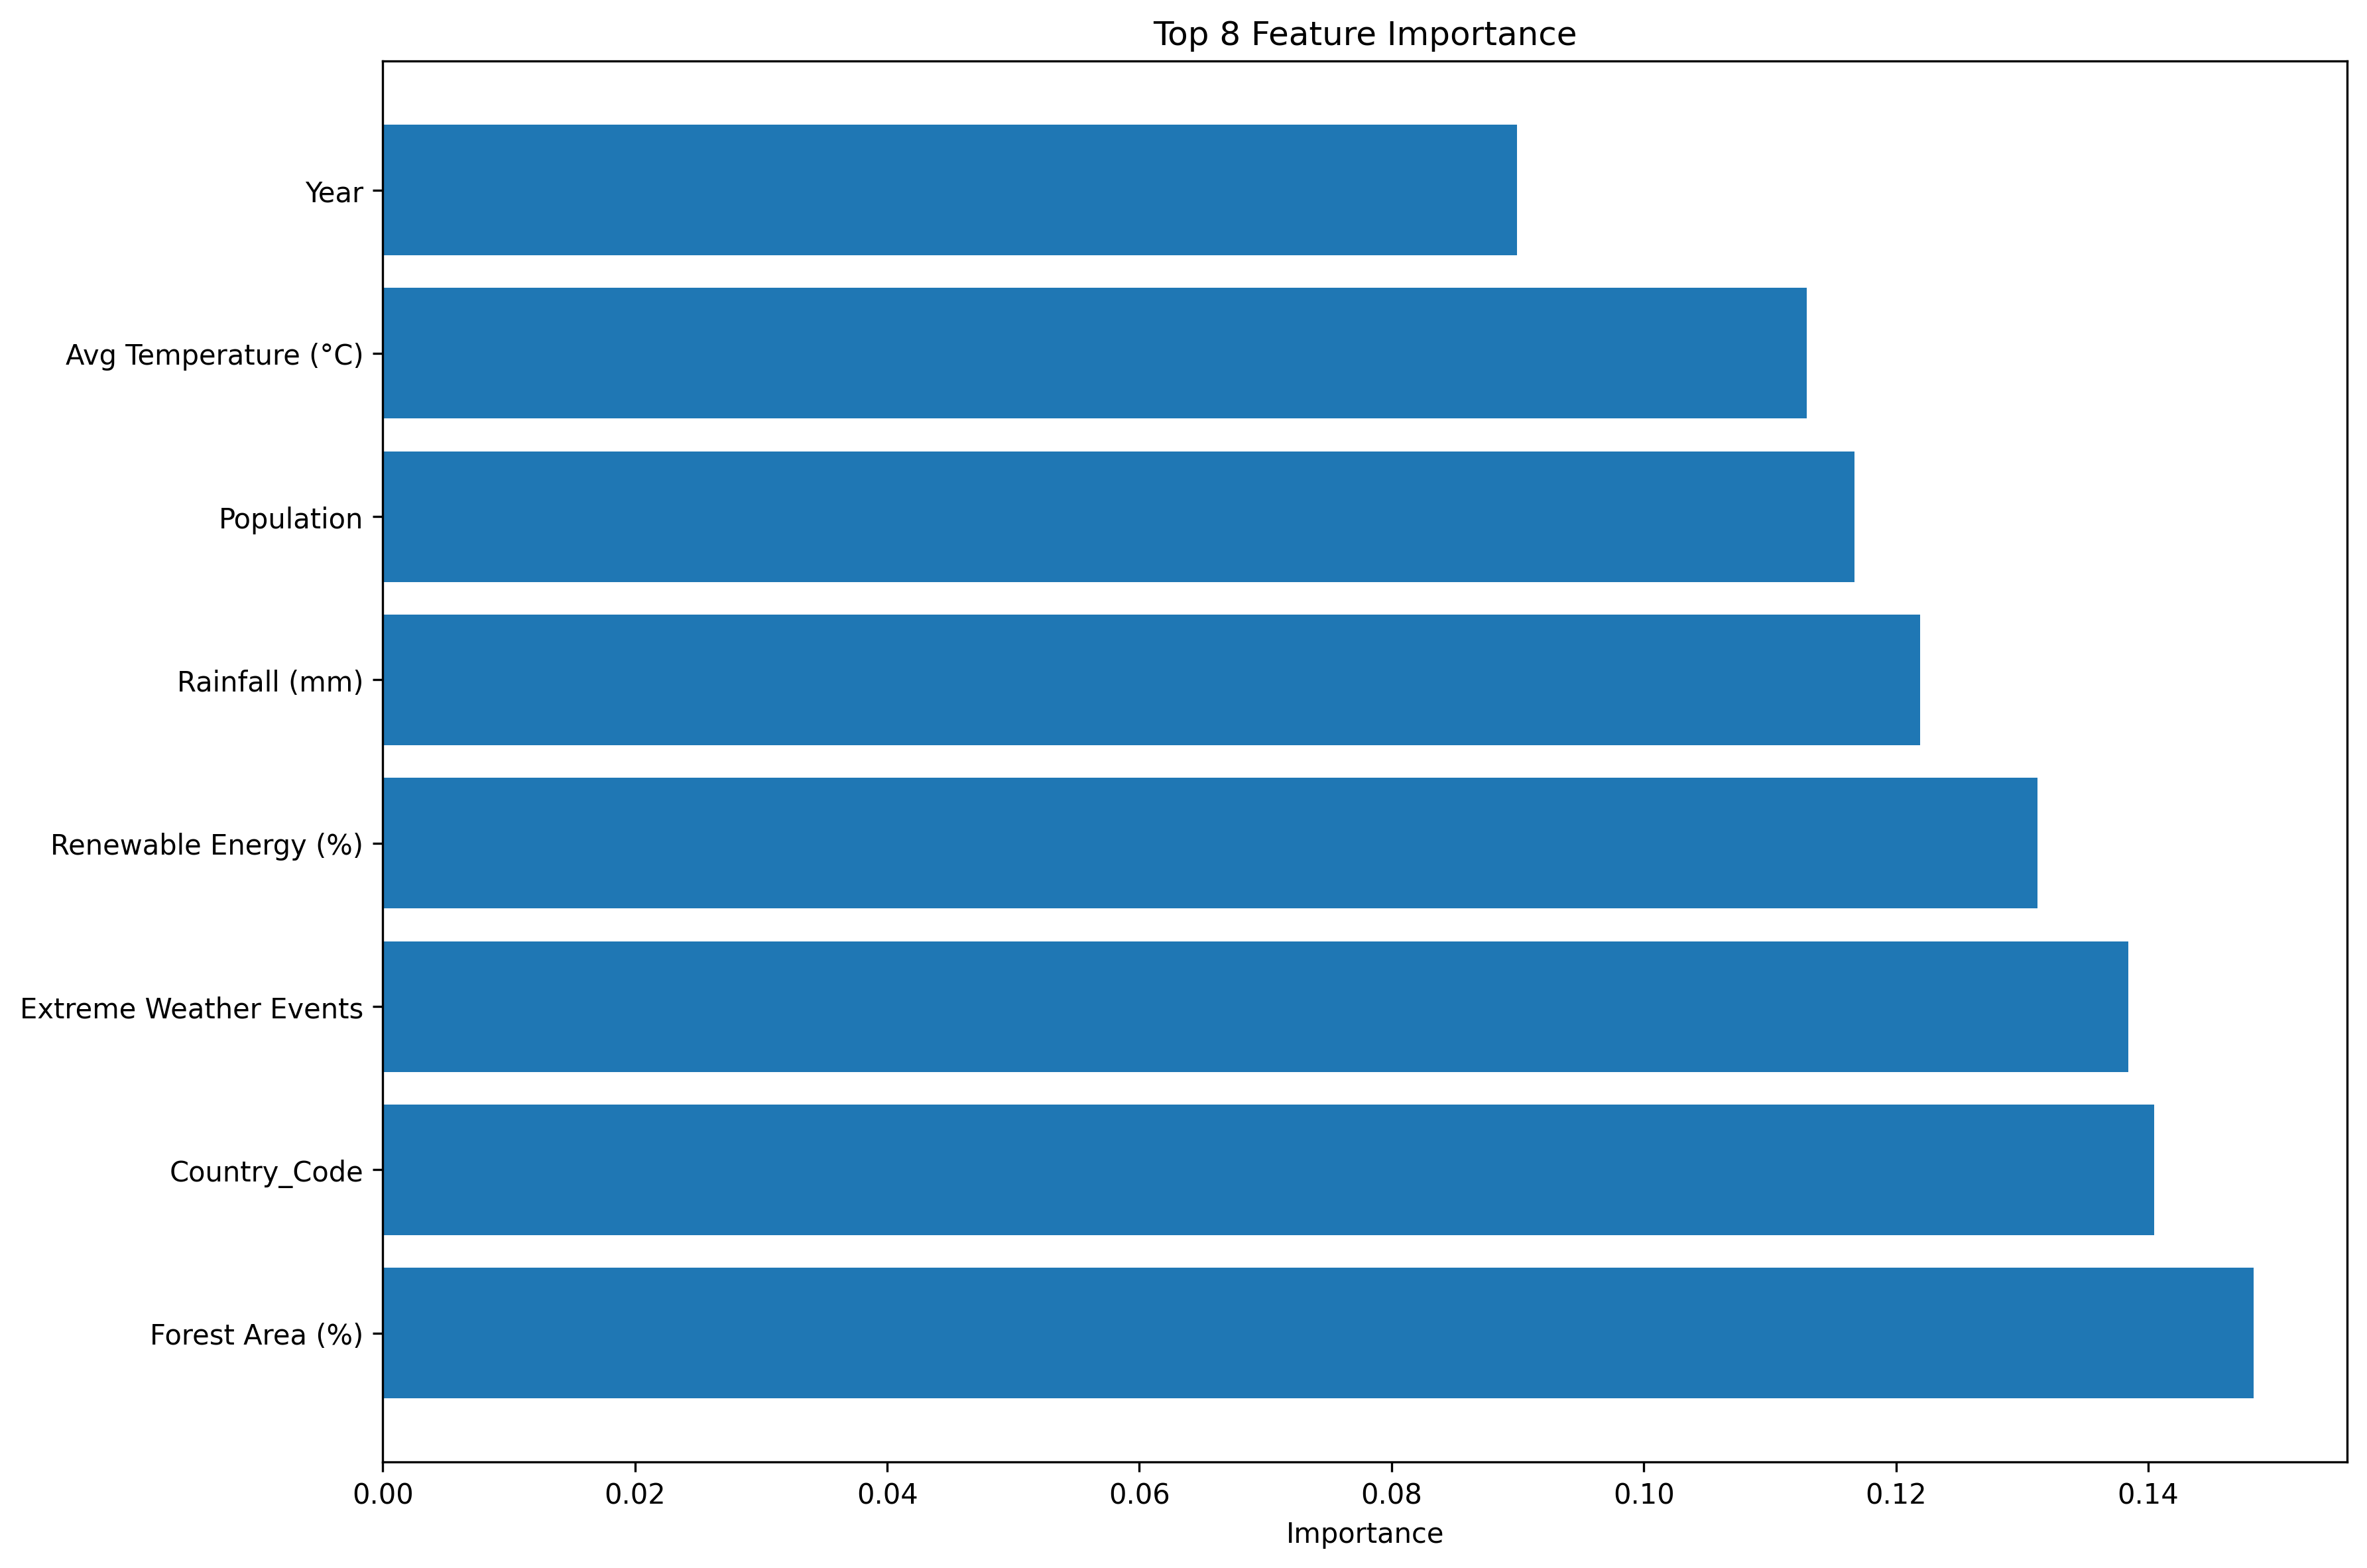 Top 8 Feature Importance
Year
Avg Temperature (°C)
Population
Rainfall (mm)
Renewable Energy (%)
Extreme Weather Events
Country_Code
Forest Area (%)
0.00 0.02 0.04 0.06 0.08 0.10 0.12 0.14
Importance